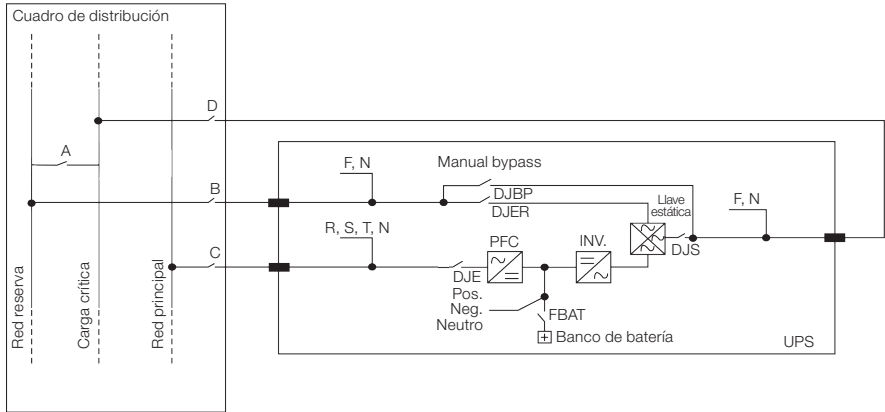 Cuadro de distribución
D
A
F, N
Manual bypass
B
DJBP
DJER
Llave
estática
F, N
R, S, T, N
C
PFC
INV.
DJS
DJE
Pos.
Neg.
Neutro
FBAT
Banco de batería
UPS
Red reserva
Carga crítica
Red principal